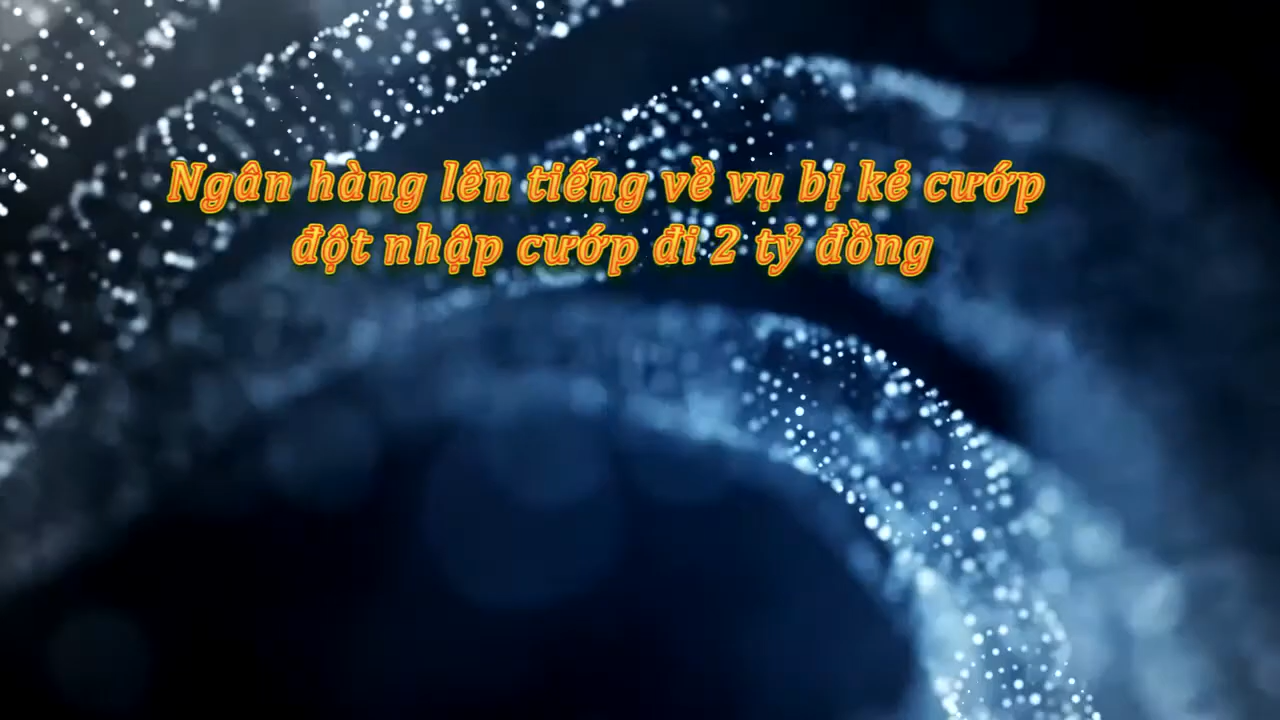 Ngân hàng lên tiếng về vụ bị kẻ cướp
đột nhập cướp đi 2 tỷ đồng